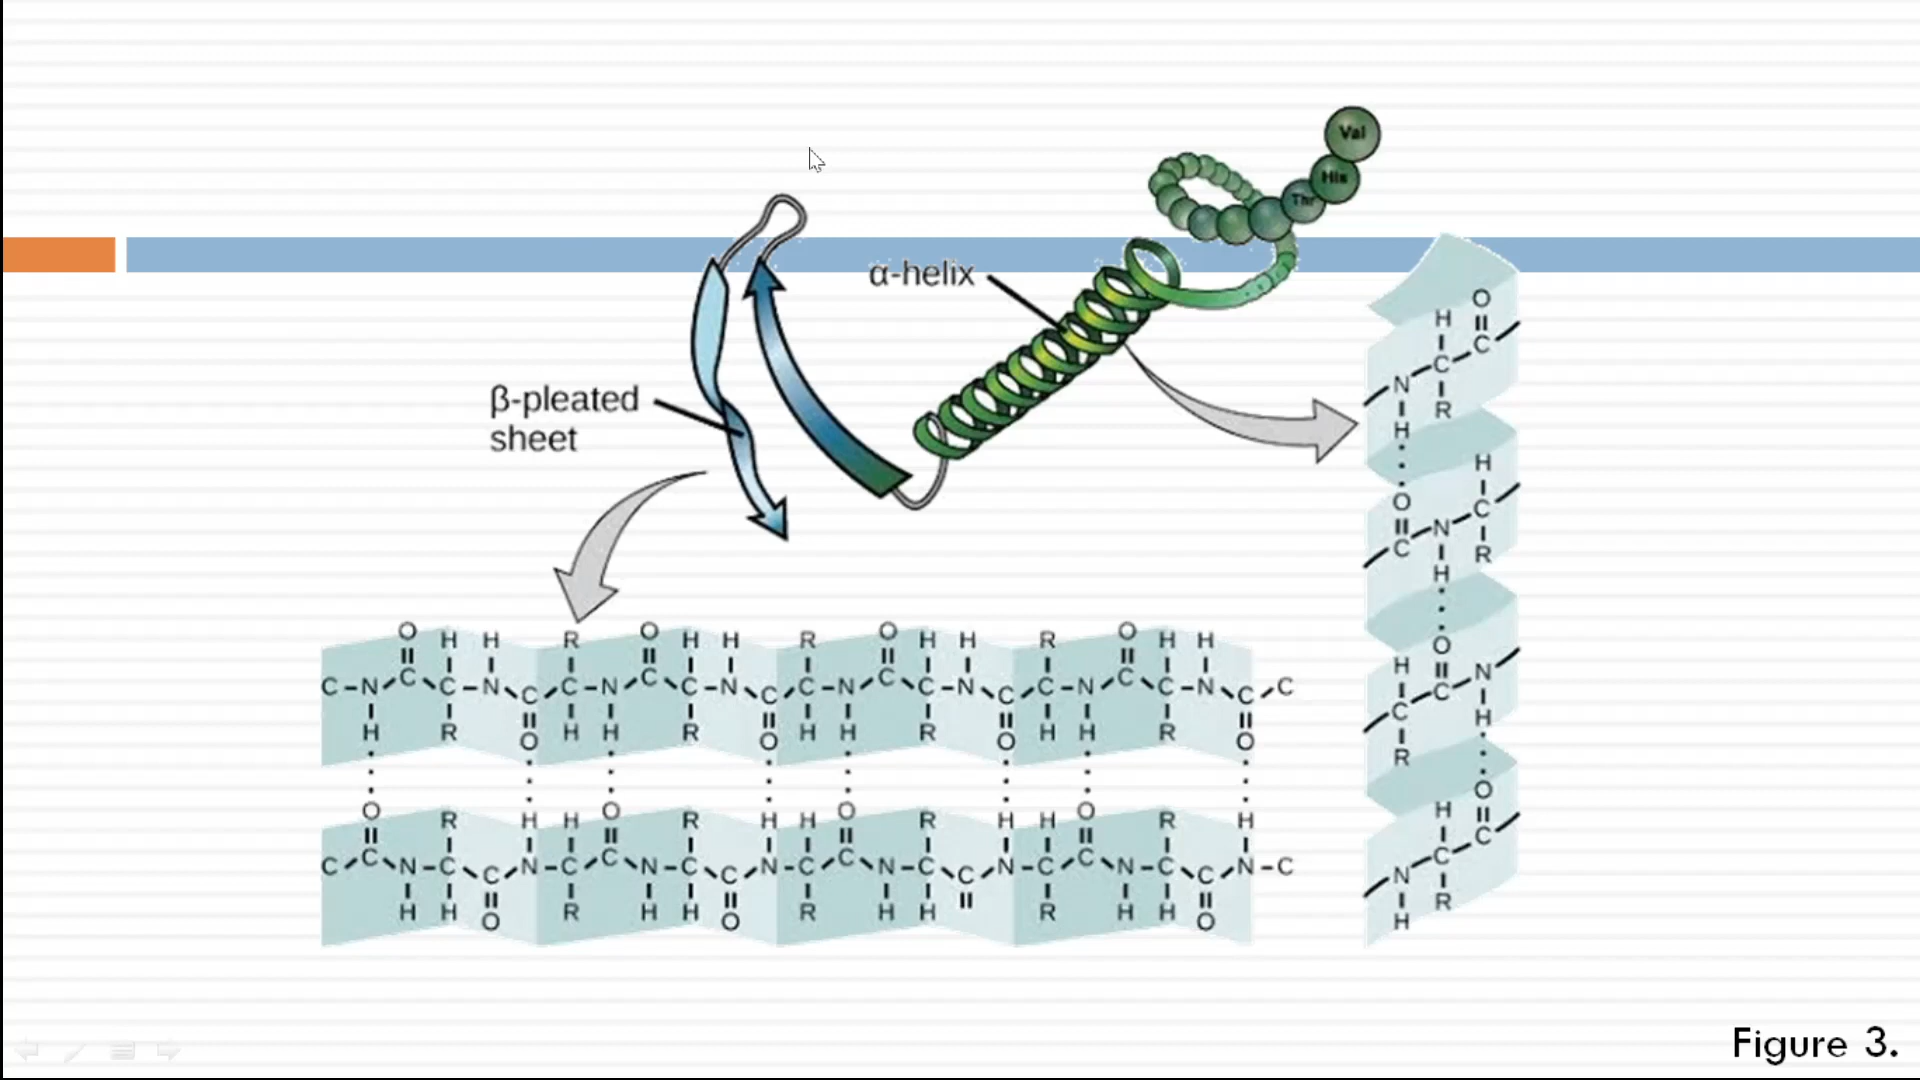 Val
His
Thr
α-helix
β-pleated
sheet
O H H R O H H R O H H R O H H
C N C C N C C N C C N C C N C C N C C N C C N C C N C C
H R O H H R O H H R O H H R O
O R H H O R H H O R H H O R H
C C N C C N C C N C C N C C N C C N C C N C C N C C N C
H H O R H H O R H H R H H O
H O
N C C
H R
O H
C N C
H R
H O
C C N
R H
H O
N C C
H R
Figure 3.